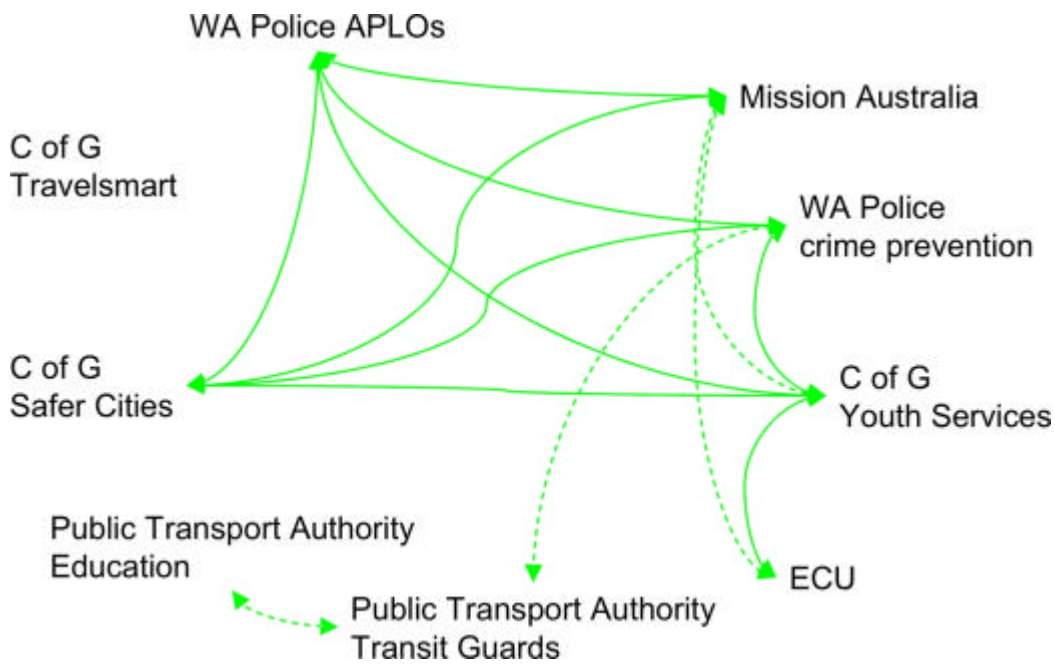 WA Police APLOs
Mission Australia
C of G
Travelsmart
WA Police
crime prevention
C of G
Safer Cities
C of G
Youth Services
Public Transport Authority
Education
ECU
Public Transport Authority
Transit Guards